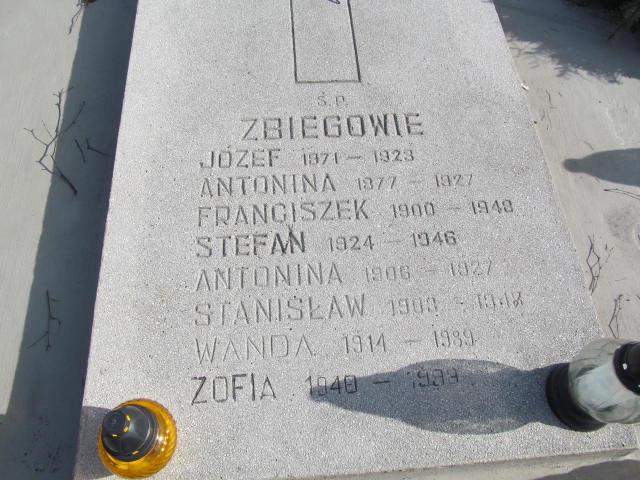 Ś.P.
ZBIEGOWIE
JÓZEF 1871 – 1923
ANTONINA 1877 – 1927
FRANCISZEK 1900 – 1948
STEFAN 1924 – 1946
ANTONINA 1906 – 1927
STANISŁAW 1903
WANDA 1914 – 1989
ZOFIA 1940